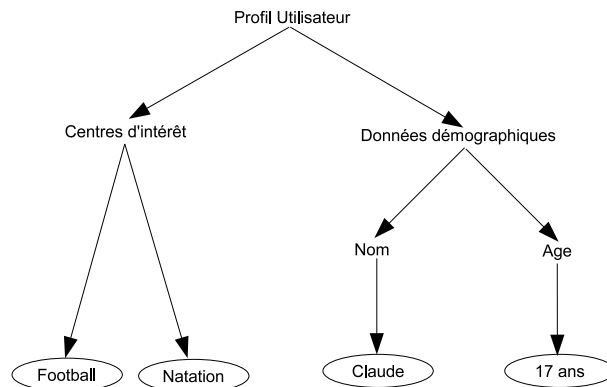 Profil Utilisateur
Centres d'intérêt
Données démographiques
Nom
Age
Football
Natation
Claude
17 ans